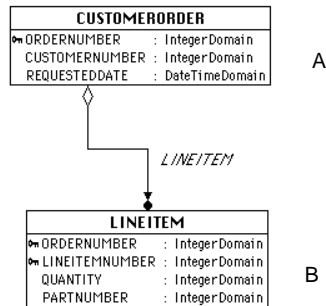 CUSTOMERORDER
ORDERNUMBER : IntegerDomain
CUSTOMERNUMBER : IntegerDomain
REQUESTEDDATE : DateTimeDomain
A
LINEITEM
LINEITEM
ORDERNUMBER : IntegerDomain
LINEITEMNUMBER : IntegerDomain
QUANTITY : IntegerDomain
PARTNUMBER : IntegerDomain
B